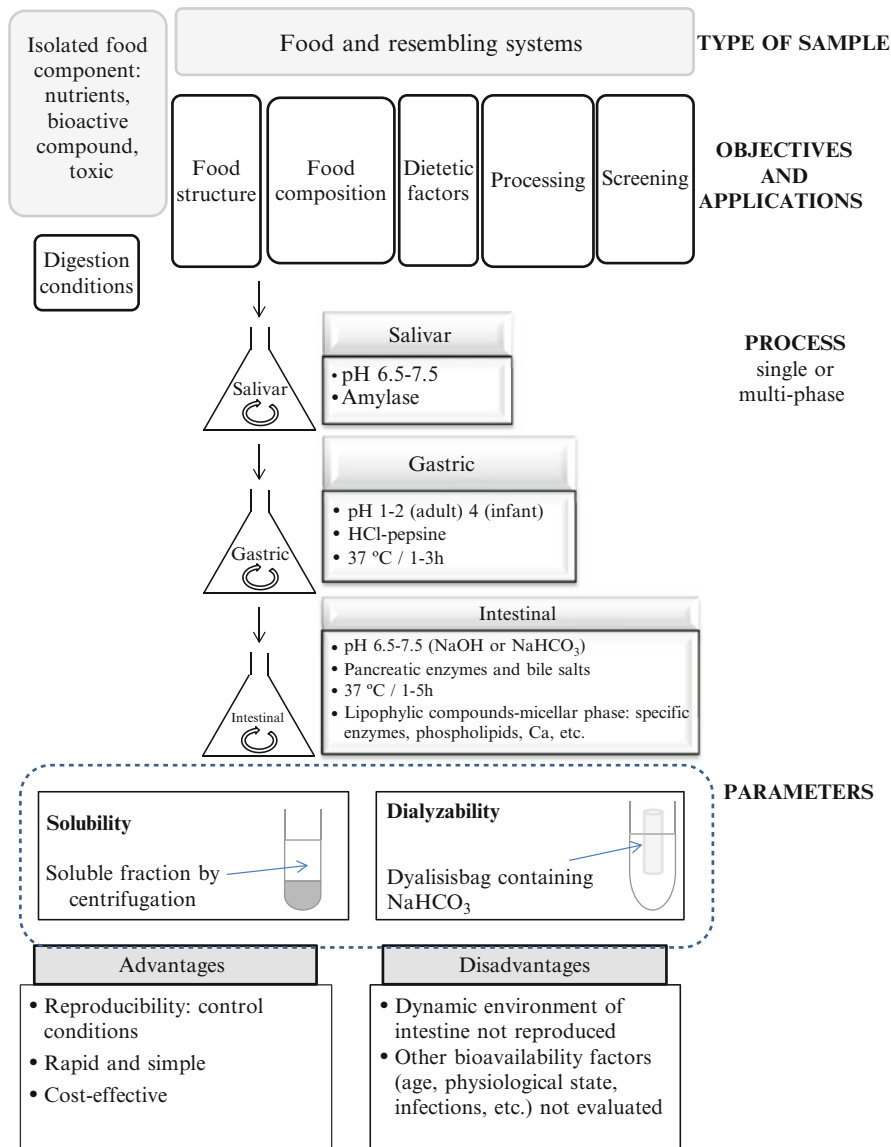 Isolated food
component:
nutrients,
bioactive
compound,
toxic
Food and resembling systems
TYPE OF SAMPLE
Food
structure
Food
composition
Dietetic
factors
Processing
Screening
OBJECTIVES
AND
APPLICATIONS
Digestion
conditions
Salivar
Salivar
• pH 6.5-7.5
• Amylase
PROCESS
single or
multi-phase
Gastric
Gastric
• pH 1-2 (adult) 4 (infant)
• HCl-pepsine
• 37 ºC / 1-3h
Intestinal
Intestinal
• pH 6.5-7.5 (NaOH or NaHCO₃)
• Pancreatic enzymes and bile salts
• 37 ºC / 1-5h
• Lipophylic compounds-micellar phase: specific
enzymes, phospholipids, Ca, etc.
PARAMETERS
Solubility
Soluble fraction by
centrifugation
Dialyzability
Dyalisisbag containing
NaHCO₃
Advantages
• Reproducibility: control
conditions
• Rapid and simple
• Cost-effective
Disadvantages
• Dynamic environment of
intestine not reproduced
• Other bioavailability factors
(age, physiological state,
infections, etc.) not evaluated